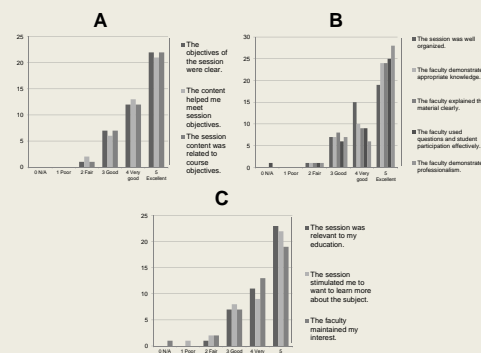 A
25
20
15
10
5
0
0 N/A 1 Poor 2 Fair 3 Good 4 Very good 5 Excellent
The objectives of the session were clear.
The content helped me meet session objectives.
The session content was related to course objectives.
B
30
25
20
15
10
5
0
0 N/A 1 Poor 2 Fair 3 Good 4 Very good 5 Excellent
The session was well
organized.
The faculty demonstrate
appropriate knowledge.
The faculty explained th
material clearly.
The faculty used
questions and student
participation effectively.
The faculty demonstrate
professionalism.
C
25
20
15
10
5
0
0 N/A 1 Poor 2 Fair 3 Good 4 Very 5
The session was
relevant to my
education.
The session
stimulated me to
want to learn more
about the subject.
The faculty
maintained my
interest.